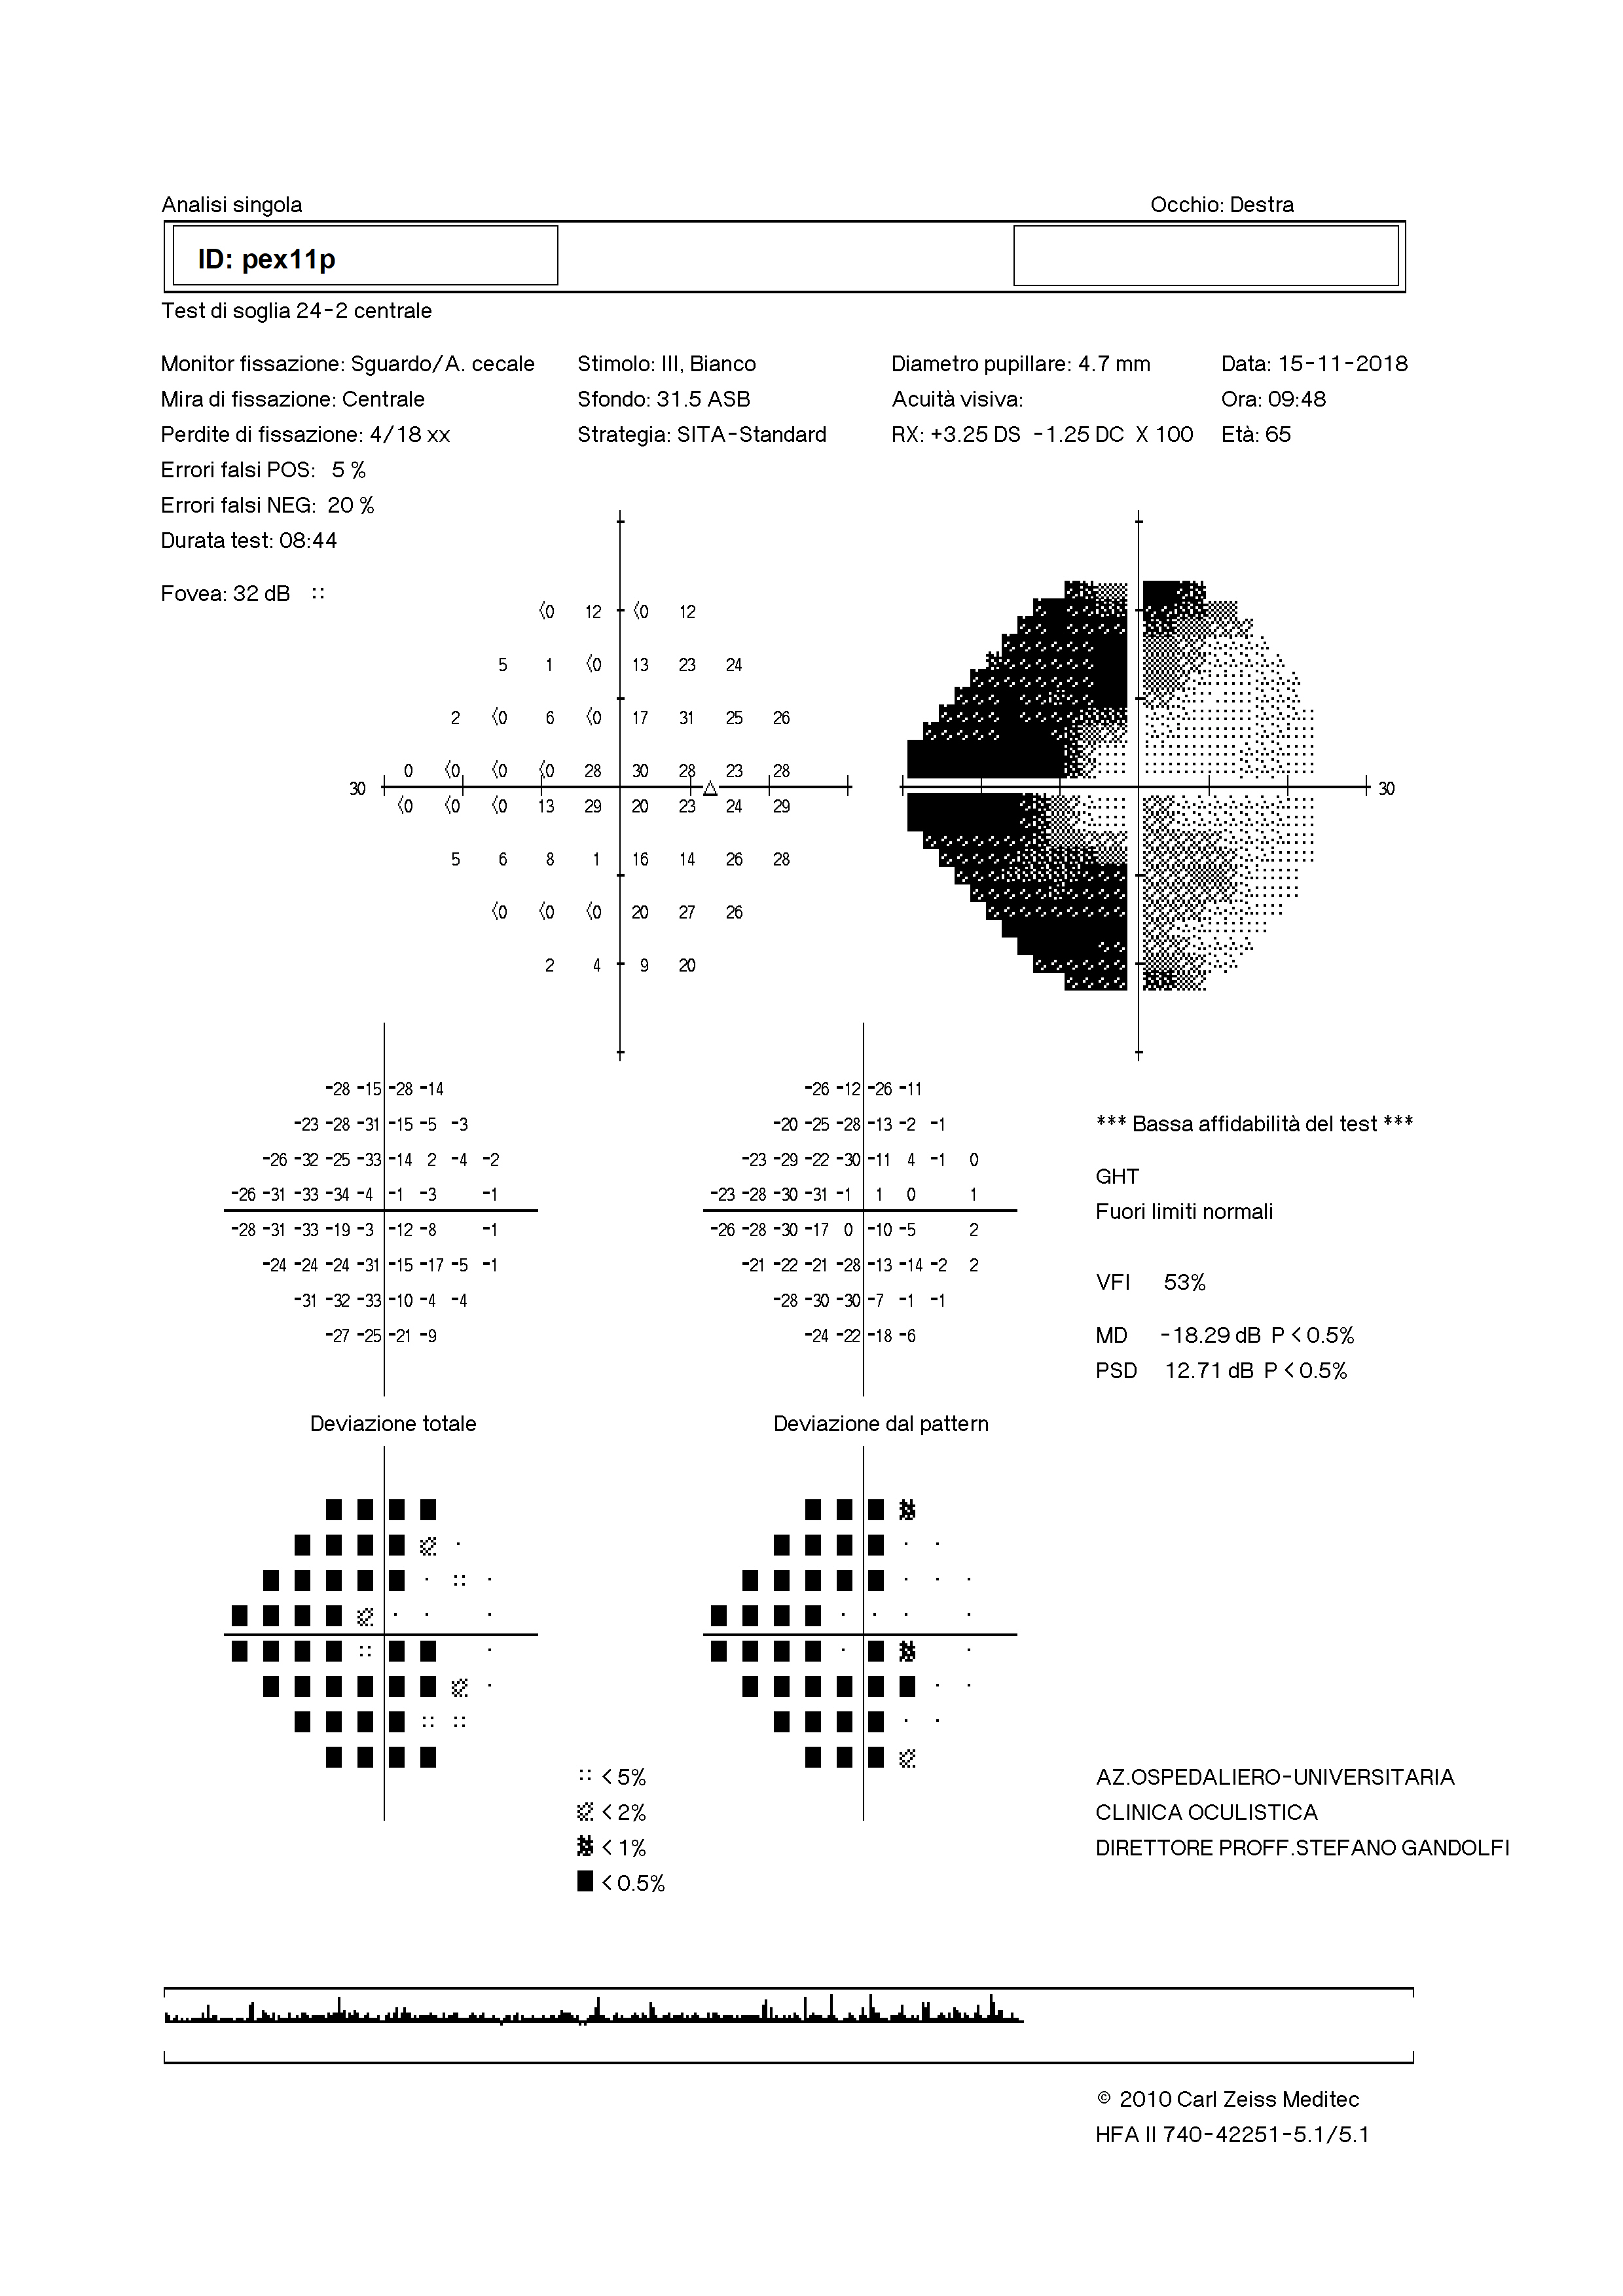 Analisi singola Occhio: Destra
ID: pex11p
Test di soglia 24-2 centrale
Monitor fissazione: Sguardo/A. cecale Stimolo: III, Bianco Diametro pupillare: 4.7 mm Data: 15-11-2018
Mira di fissazione: Centrale Sfondo: 31.5 ASB Acuità visiva: Ora: 09:48
Perdite di fissazione: 4/18 xx Strategia: SITA-Standard RX: +3.25 DS -1.25 DC X 100 Età: 65
Errori falsi POS: 5 %
Errori falsi NEG: 20 %
Durata test: 08:44
Fovea: 32 dB ::
<0 12 <0 12
5 1 <0 13 23 24
2 <0 6 <0 17 31 25 26
0 <0 <0 <0 28 30 28 23 28
30 30
<0 <0 <0 13 29 20 23 24 29
5 6 8 1 16 14 26 28
<0 <0 <0 20 27 26
2 4 9 20
-28 -15 -28 -14 -26 -12 -26 -11
-23 -28 -31 -15 -5 -3 -20 -25 -28 -13 -2 -1 *** Bassa affidabilità del test ***
-26 -32 -25 -33 -14 2 -4 -2 -23 -29 -22 -30 -11 4 -1 0
GHT
-26 -31 -33 -34 -4 -1 -3 -1 -23 -28 -30 -31 -1 1 0 1
Fuori limiti normali
-28 -31 -33 -19 -3 -12 -8 -1 -26 -28 -30 -17 0 -10 -5 2
-24 -24 -24 -31 -15 -17 -5 -1 -21 -22 -21 -28 -13 -14 -2 2
VFI 53%
-31 -32 -33 -10 -4 -4 -28 -30 -30 -7 -1 -1
-27 -25 -21 -9 -24 -22 -18 -6 MD -18.29 dB P < 0.5%
PSD 12.71 dB P < 0.5%
Deviazione totale Deviazione dal pattern
:: < 5% AZ.OSPEDALIERO-UNIVERSITARIA
< 2% CLINICA OCULISTICA
< 1% DIRETTORE PROFF.STEFANO GANDOLFI
< 0.5%
© 2010 Carl Zeiss Meditec
HFA II 740-42251-5.1/5.1